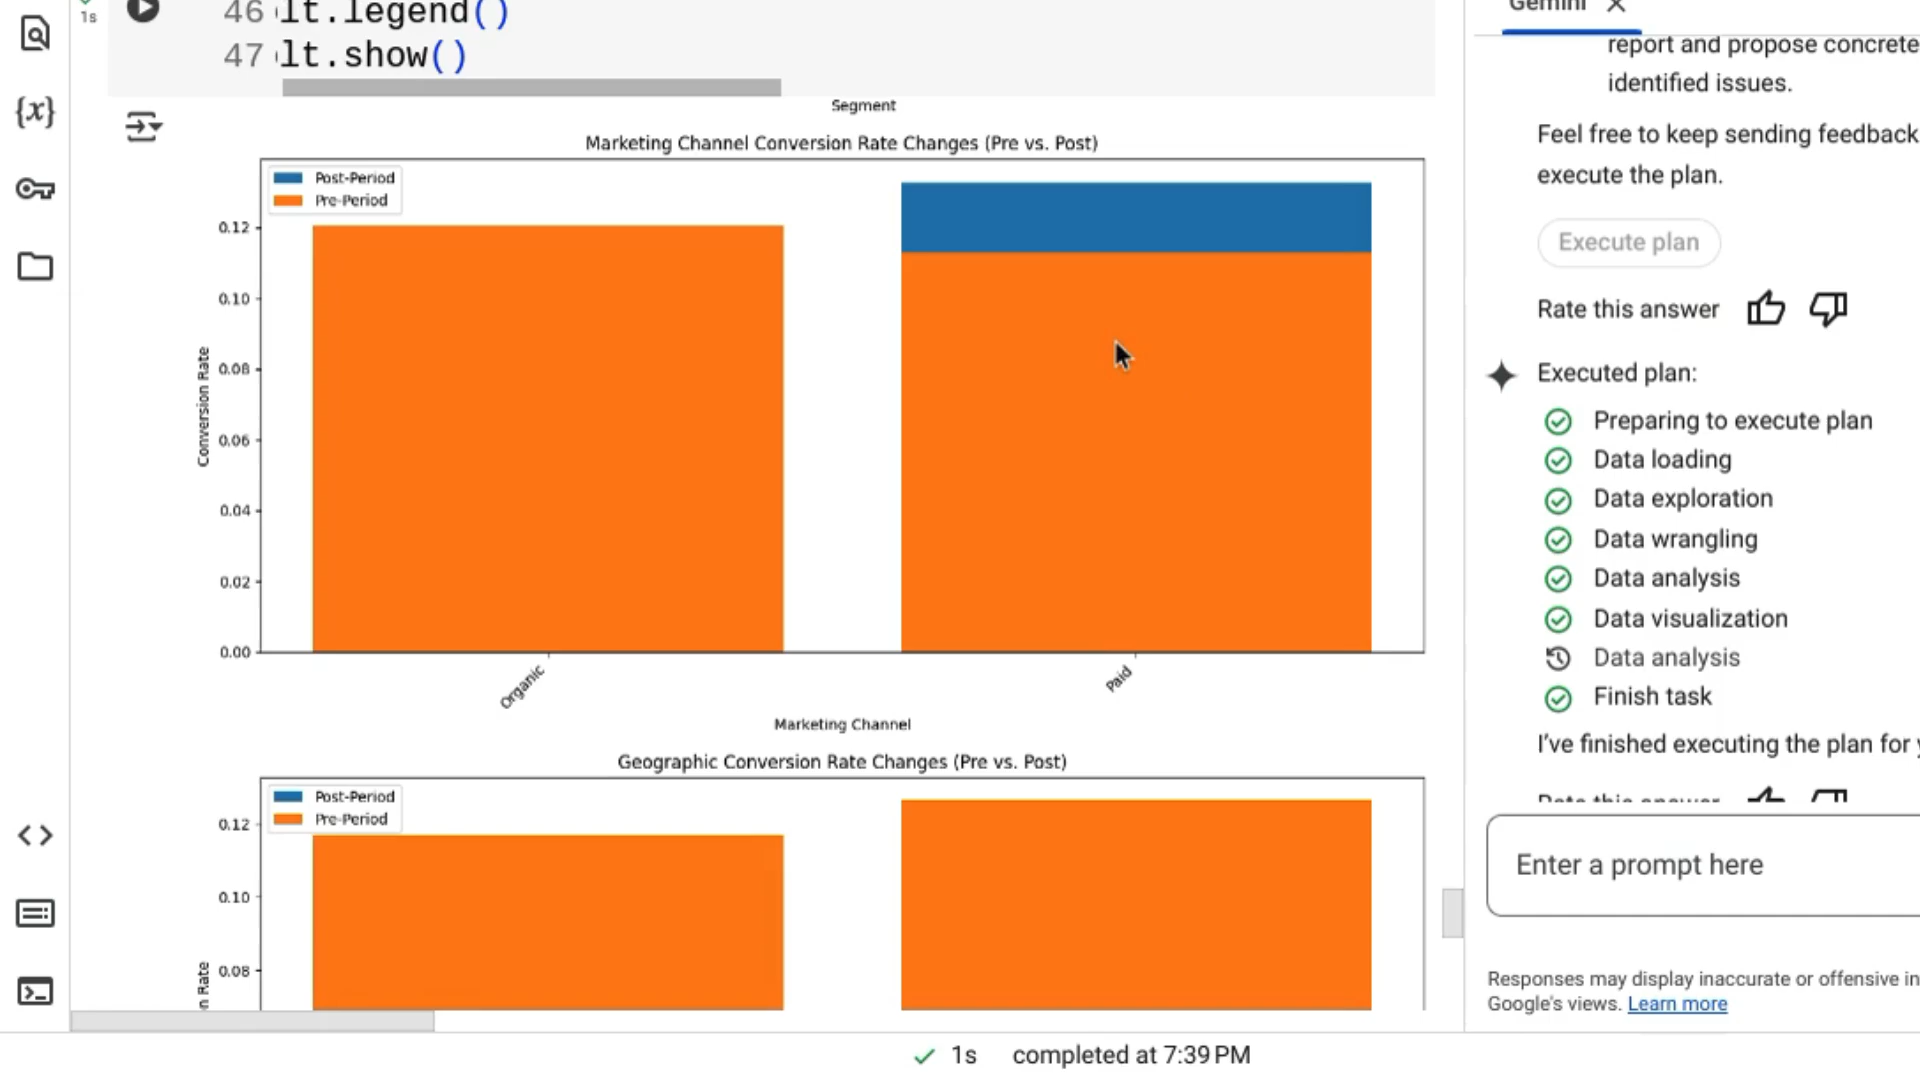 1s
46 lt.legend()
47 lt.show()
Segment
Marketing Channel Conversion Rate Changes (Pre vs. Post)
Post-Period
Pre-Period
0.12
0.10
0.08
0.06
0.04
0.02
0.00
Conversion Rate
Organic
Paid
Marketing Channel
Geographic Conversion Rate Changes (Pre vs. Post)
Post-Period
Pre-Period
0.12
0.10
0.08
n Rate
{x}
1s completed at 7:39 PM
Gemini
report and propose concrete
identified issues.
Feel free to keep sending feedback
execute the plan.
Execute plan
Rate this answer
Executed plan:
Preparing to execute plan
Data loading
Data exploration
Data wrangling
Data analysis
Data visualization
Data analysis
Finish task
I've finished executing the plan for
Rate this answer
Enter a prompt here
Responses may display inaccurate or offensive in
Google's views. Learn more